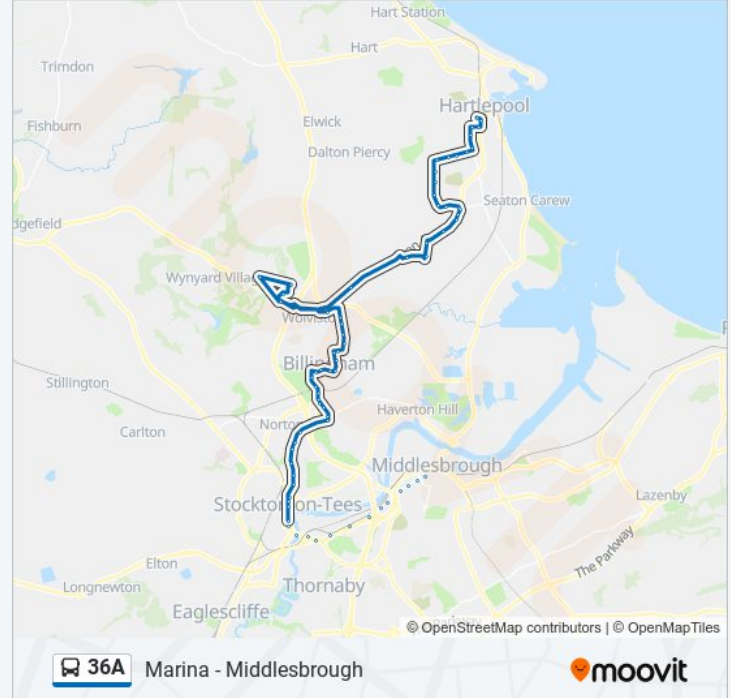 Hart Station
Hart
Trimdon
Hartlepool
Elwick
Fishburn
Dalton Piercy
Seaton Carew
dgefield
Wynyard Villag
Wolvist
Billingham
Stillington
Haverton Hill
Norto
Carlton
Middlesbrough
Stockton-on-Tees
Lazenby
The Parkway
Elton
Longnewton
Thornaby
Eaglescliffe
© OpenStreetMap contributors | © OpenMapTiles
36A Marina - Middlesbrough moovit